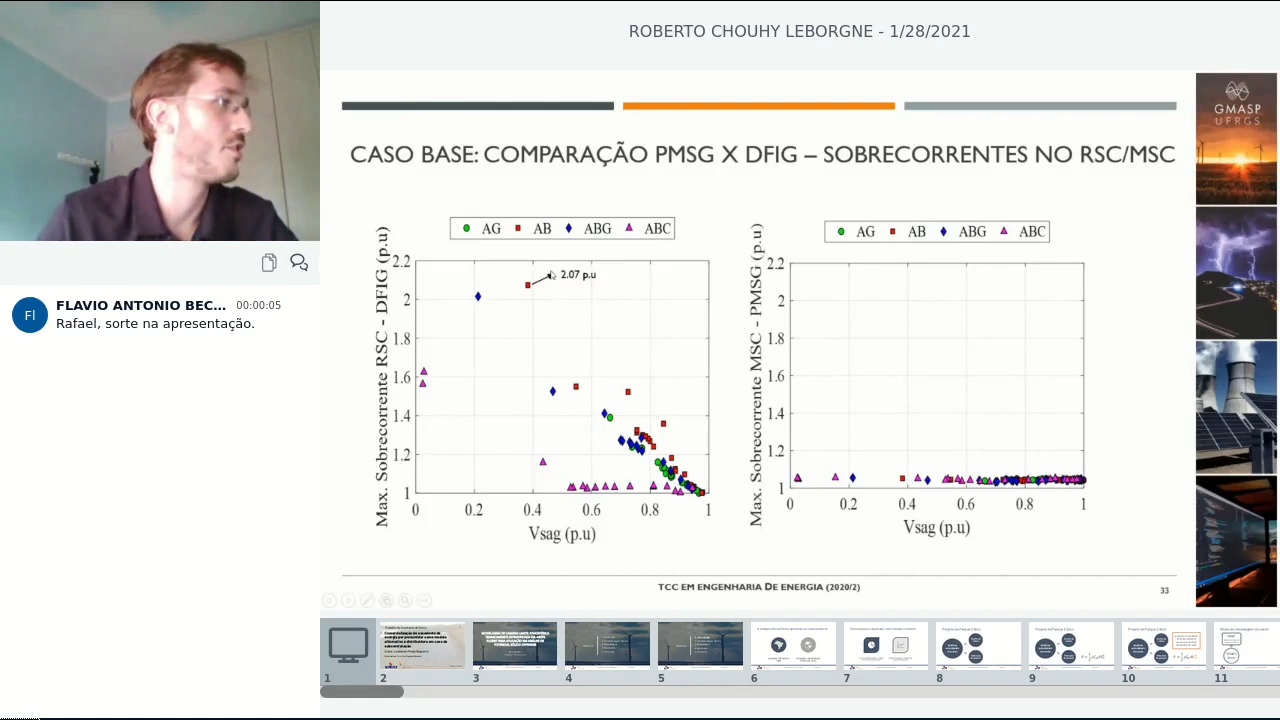 ROBERTO CHOUHY LEBORGNE - 1/28/2021
FLAVIO ANTONIO BEC... 00:00:05
Fl
Rafael, sorte na apresentação.
GMASP
UFRGS
CASO BASE: COMPARAÇÃO PMSG X DFIG – SOBRECORRENTES NO RSC/MSC
AG AB ABG ABC
Max. Sobrecorrente RSC - DFIG (p.u)
2.2
2
1.8
1.6
1.4
1.2
1
2.07 p.u
0 0.2 0.4 0.6 0.8 1
Vsag (p.u)
AG AB ABG ABC
Max. Sobrecorrente MSC - PMSG (p.u)
2.2
2
1.8
1.6
1.4
1.2
1
0 0.2 0.4 0.6 0.8 1
Vsag (p.u)
TCC EM ENGENHARIA DE ENERGIA (2020/2)
33
1 2 3 4 5 6 7 8 9 10 11